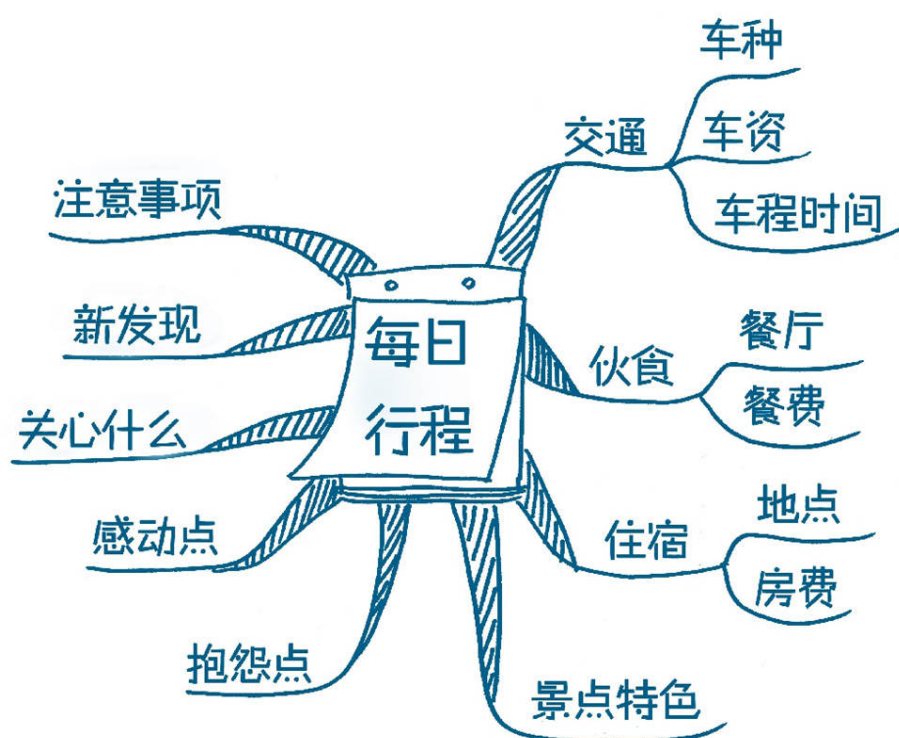 每日
行程
交通
车种
车资
车程时间
伙食
餐厅
餐费
住宿
地点
房费
景点特色
抱怨点
感动点
关心什么
新发现
注意事项